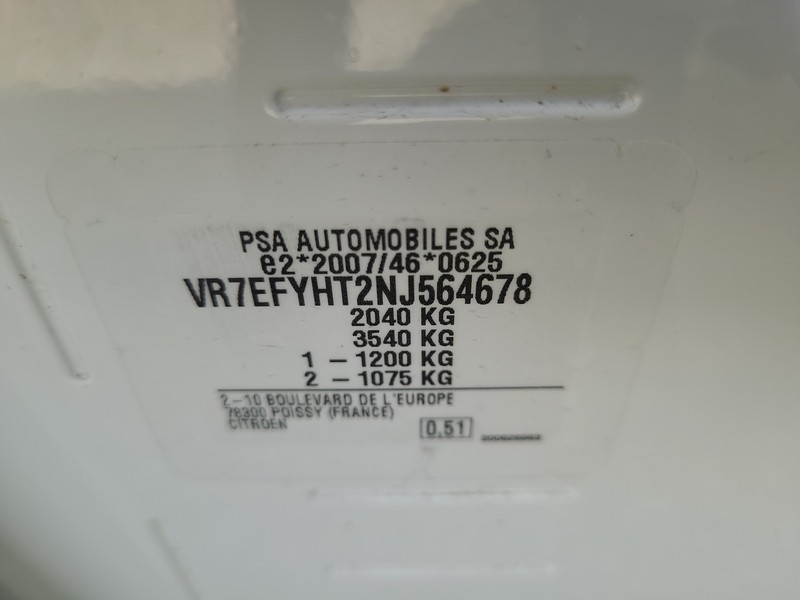 PSA AUTOMOBILES SA
e2*2007/46*0625
VR7EFYHT2NJ564678
2040 KG
3540 KG
1 – 1200 KG
2 – 1075 KG
2–10 BOULEVARD DE L'EUROPE
78300 POISSY (FRANCE)
CITROEN
0.51